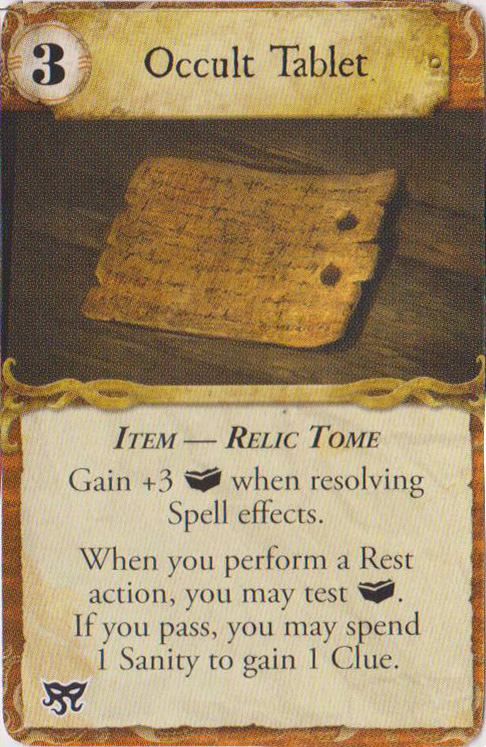 3
Occult Tablet
ITEM — RELIC TOME
Gain +3 when resolving
Spell effects.
When you perform a Rest
action, you may test .
If you pass, you may spend
1 Sanity to gain 1 Clue.